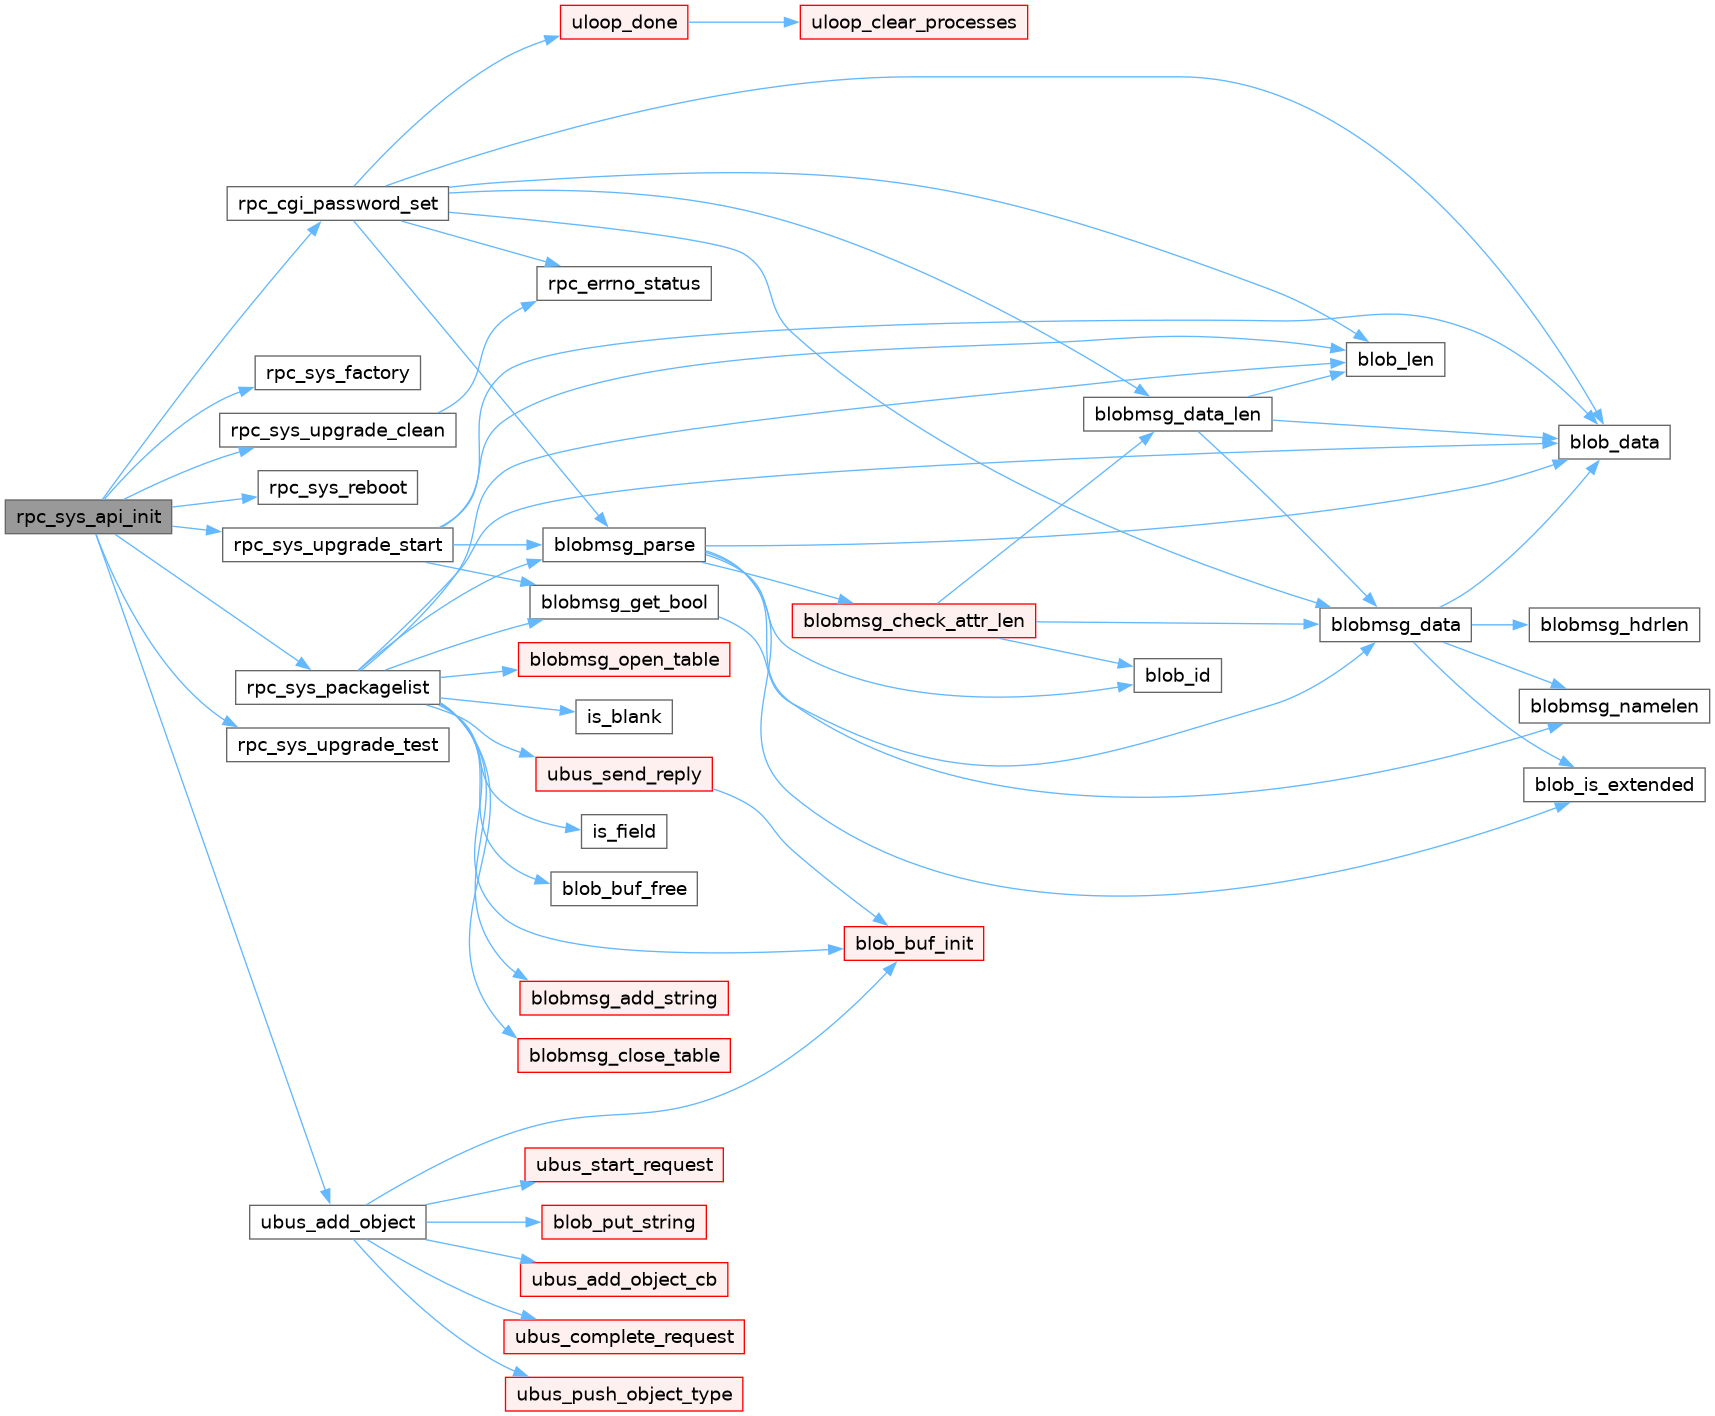 uloop_done
uloop_clear_processes
rpc_cgi_password_set
rpc_errno_status
blob_len
rpc_sys_factory
blobmsg_data_len
rpc_sys_upgrade_clean
blob_data
rpc_sys_reboot
rpc_sys_api_init
rpc_sys_upgrade_start
blobmsg_parse
blobmsg_get_bool
blobmsg_check_attr_len
blobmsg_data
blobmsg_hdrlen
blobmsg_open_table
blob_id
rpc_sys_packagelist
blobmsg_namelen
is_blank
rpc_sys_upgrade_test
ubus_send_reply
blob_is_extended
is_field
blob_buf_free
blob_buf_init
blobmsg_add_string
blobmsg_close_table
ubus_start_request
ubus_add_object
blob_put_string
ubus_add_object_cb
ubus_complete_request
ubus_push_object_type